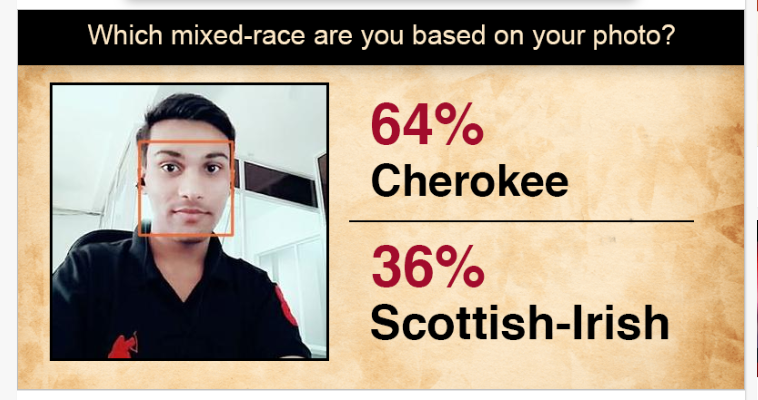 Which mixed-race are you based on your photo?
64%
Cherokee
36%
Scottish-Irish